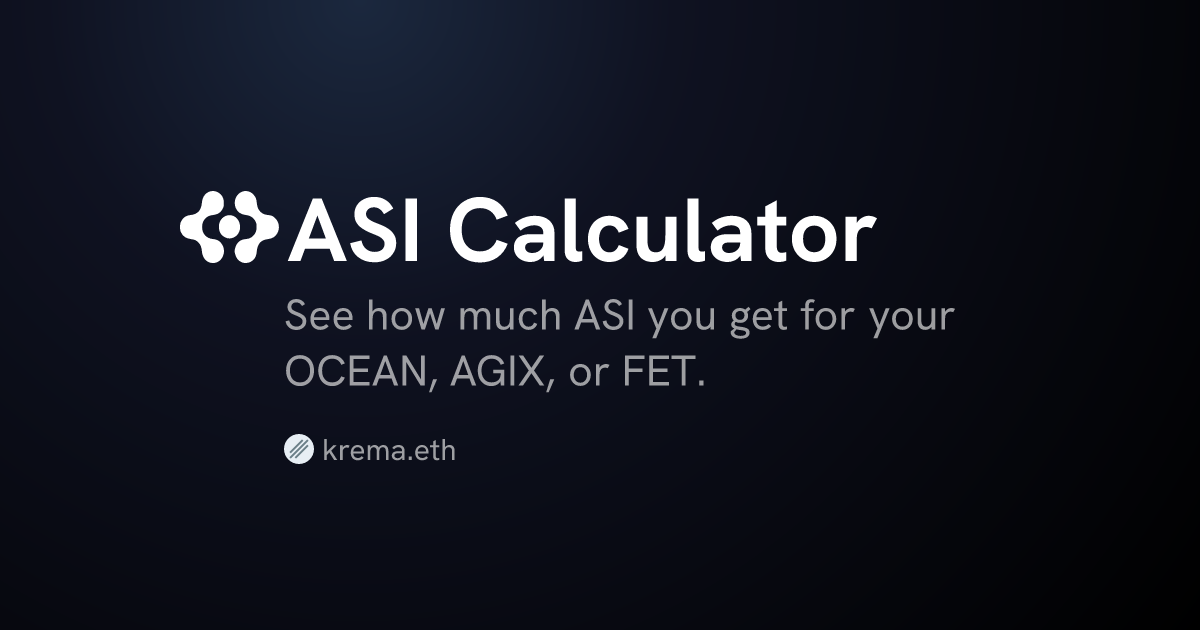 ASI Calculator
See how much ASI you get for your
OCEAN, AGIX, or FET.
krema.eth